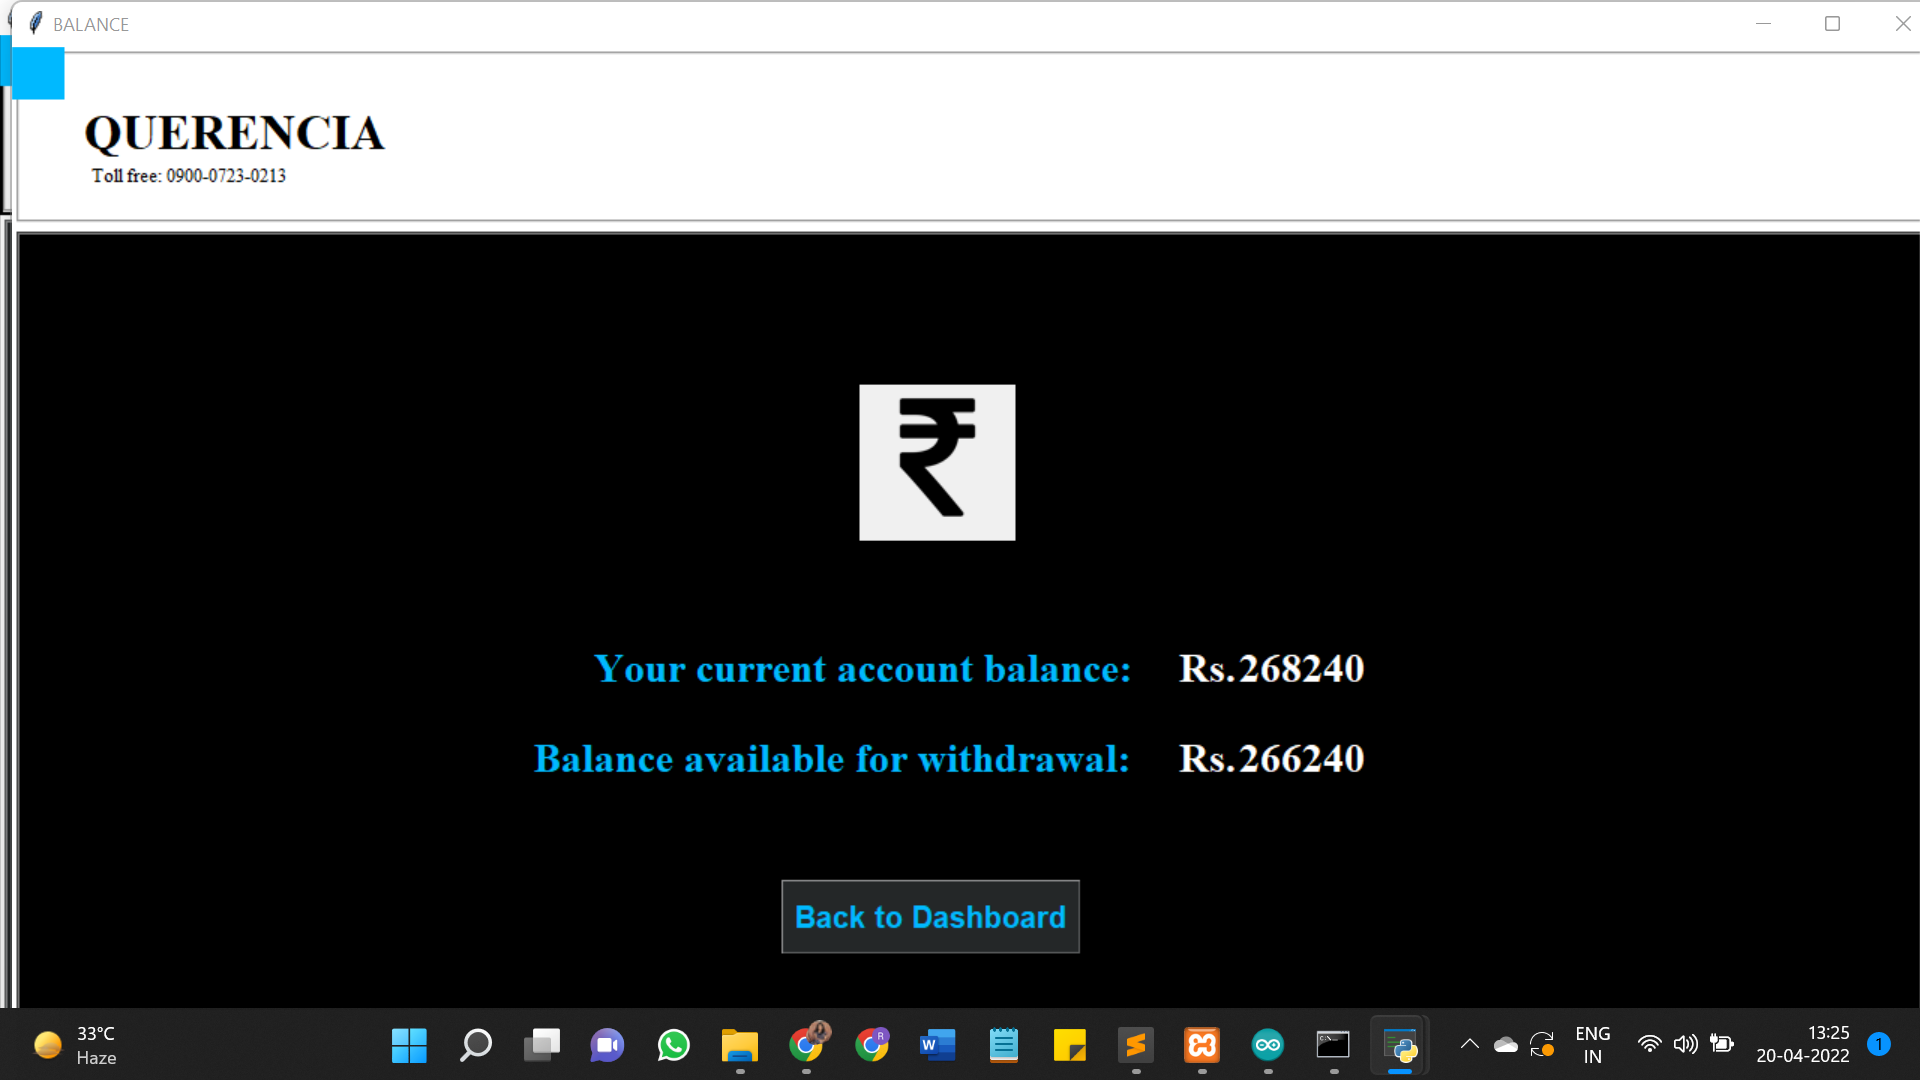 BALANCE
QUERENCIA
Toll free: 0900-0723-0213
₹
Your current account balance: Rs.268240
Balance available for withdrawal: Rs.266240
Back to Dashboard
33°C
Haze
ENG
IN
13:25
20-04-2022
1